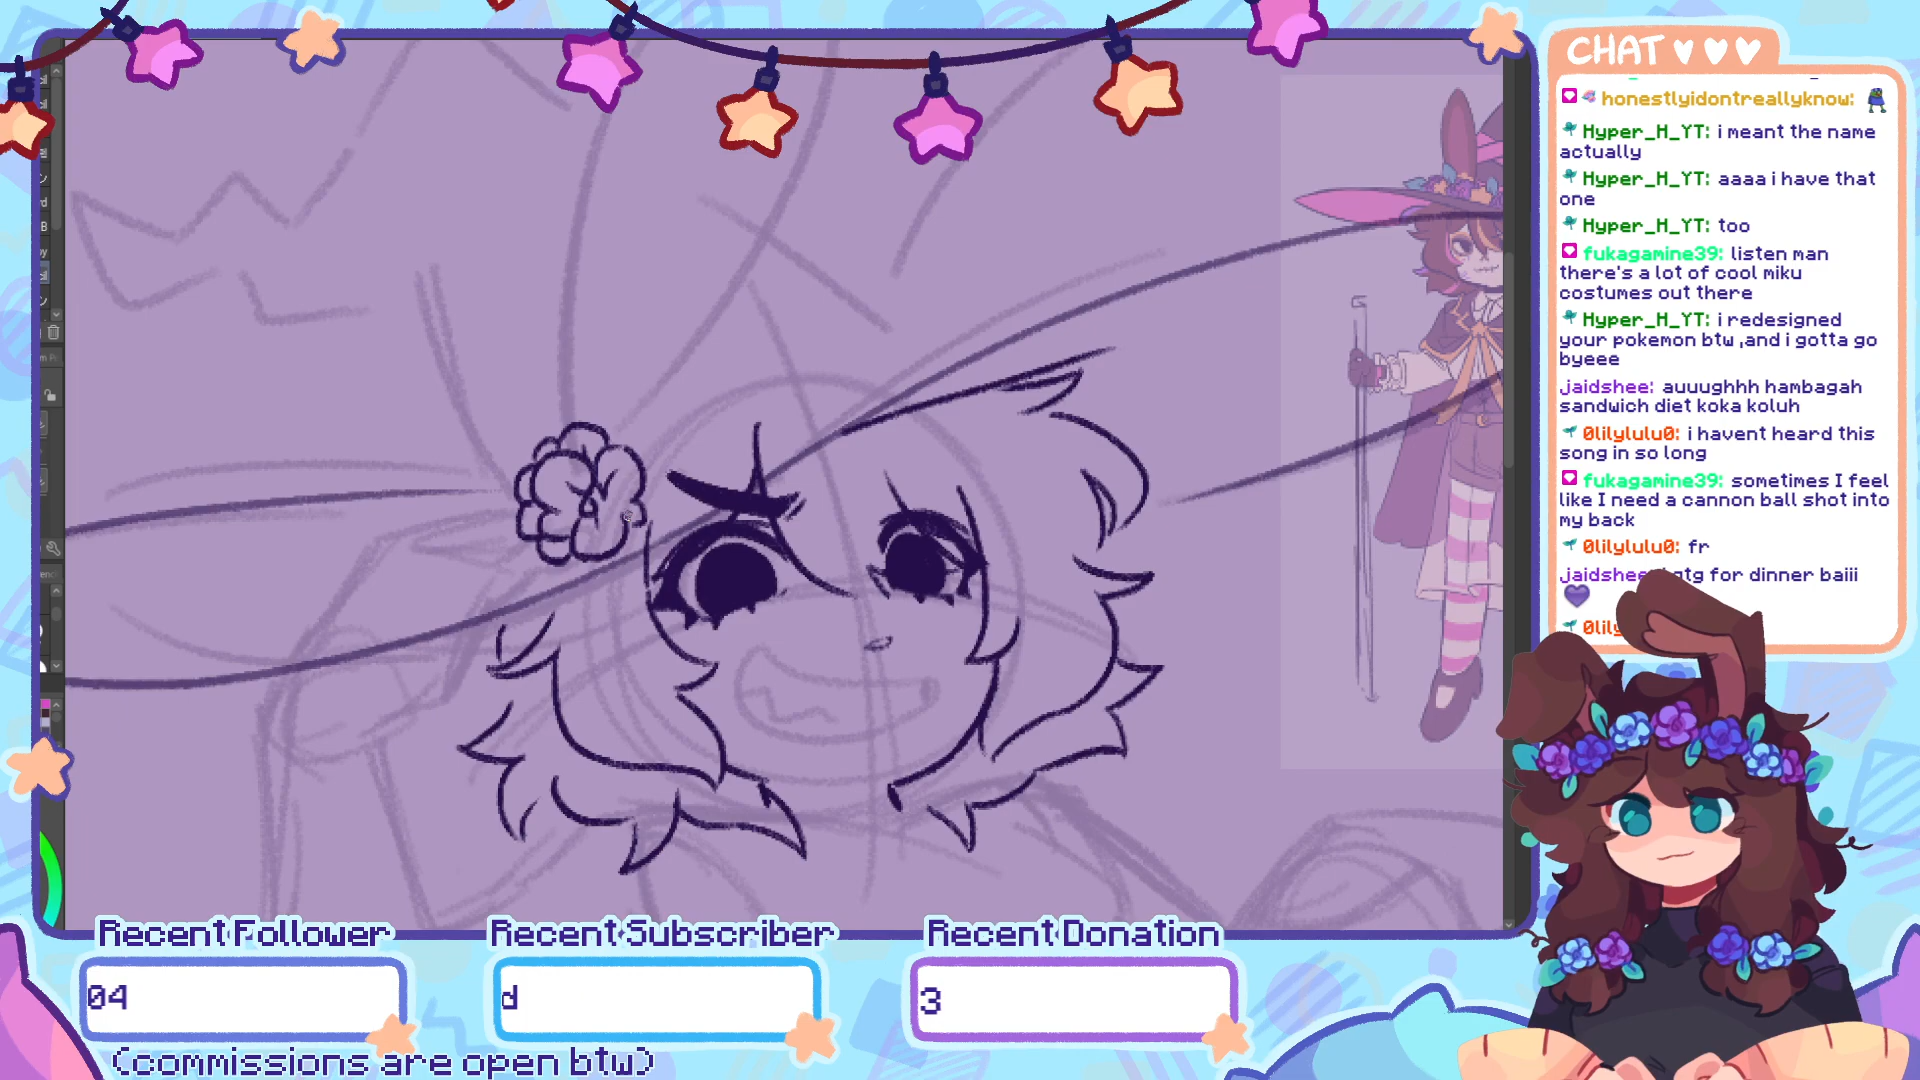 CHAT
honestlyidontreallyknow:
Hyper_H_YT: i meant the name
actually
Hyper_H_YT: aaaa i have that
one
Hyper_H_YT: too
fukagamine39: listen man
there's a lot of cool miku
costumes out there
Hyper_H_YT: i redesigned
your pokemon btw ,and i gotta go
byeee
jaidshee: auuughhh hambagah
sandwich diet koka koluh
0lilylulu0: i havent heard this
song in so long
fukagamine39: sometimes I feel
like I need a cannon ball shot into
my back
0lilylulu0: fr
jaidshee gtg for dinner baiii
0lily
Recent Follower
Recent Subscriber
Recent Donation
04
d
3
(commissions are open btw)